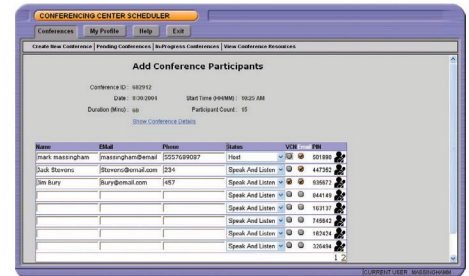 CONFERENCING CENTER SCHEDULER
Conferences My Profile Help Exit
Create New Conference Pending Conferences In-Progress Conferences View Conference Resources
Add Conference Participants
Conference ID : 602912
Date : 8/30/2004 Start Time (HH/MM) : 10:25 AM
Duration (Mins) : 60 Participant Count : 15
Show Conference Details
Name EMail Phone Status VCN Email PIN
mark massingham massingham@email 5557689087 Host 501890
Jack Stevens Stevens@email.com 234 Speak And Listen 447352
Jim Bury Bury@email.com 457 Speak And Listen 935672
Speak And Listen 844149
Speak And Listen 163137
Speak And Listen 745842
Speak And Listen 162424
Speak And Listen 326494
1 2
CURRENT USER : MASSINGHAMM